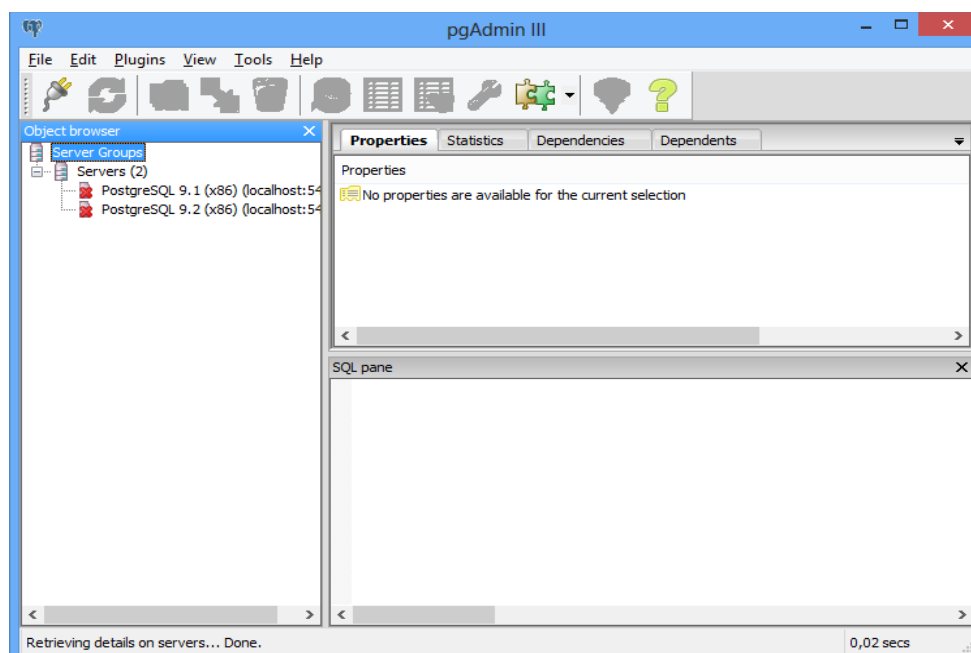 pgAdmin III
File Edit Plugins View Tools Help
Object browser
Server Groups
Servers (2)
PostgreSQL 9.1 (x86) (localhost:54
PostgreSQL 9.2 (x86) (localhost:54
Properties Statistics Dependencies Dependents
Properties
No properties are available for the current selection
SQL pane
Retrieving details on servers... Done.
0,02 secs